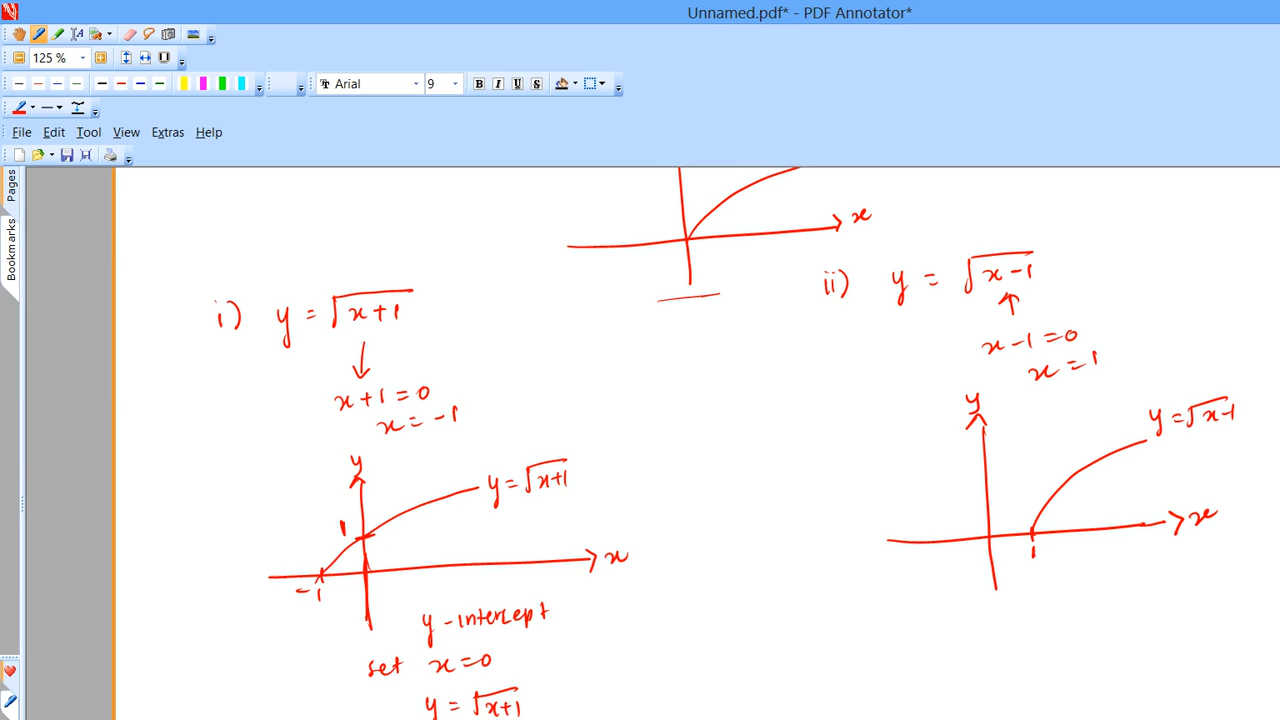 Unnamed.pdf* - PDF Annotator*
125 %
Arial 9 B I U S
File Edit Tool View Extras Help
Pages
Bookmarks
x
i) y = √x+1
x+1=0
x = -1
y
y=√x+1
1
x
-1
y-intercept
set x=0
y = √x+1
ii) y = √x-1
x-1=0
x=1
y
y=√x-1
x
1